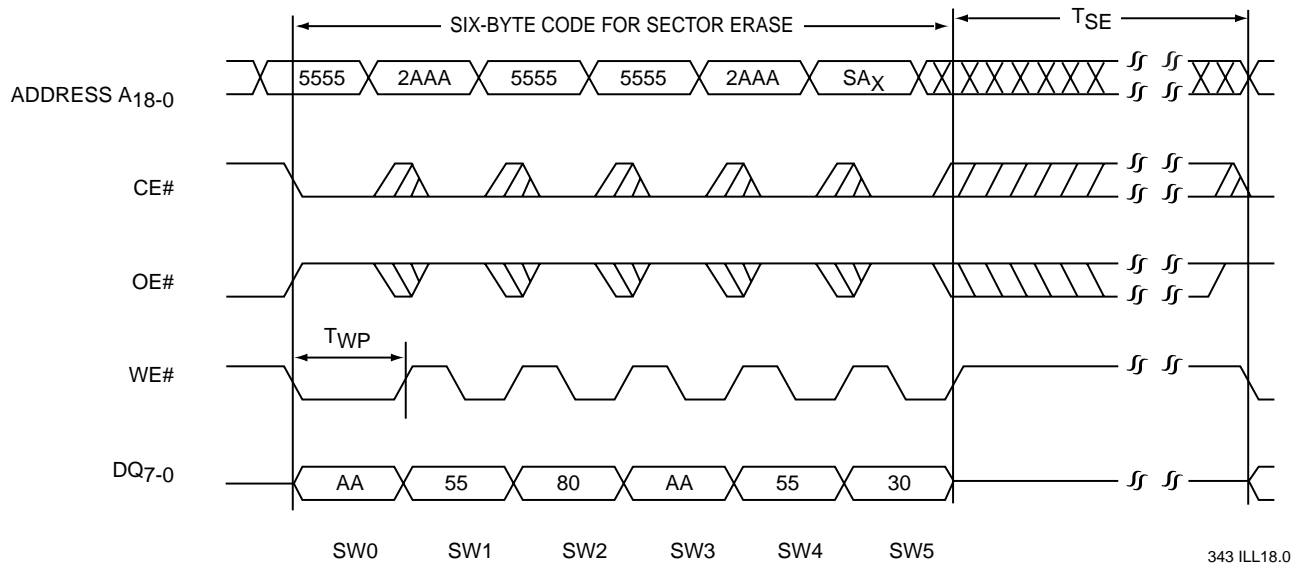 SIX-BYTE CODE FOR SECTOR ERASE TSE
ADDRESS A18-0 5555 2AAA 5555 5555 2AAA SAX
CE#
OE#
TWP
WE#
DQ7-0 AA 55 80 AA 55 30
SW0 SW1 SW2 SW3 SW4 SW5
343 ILL18.0